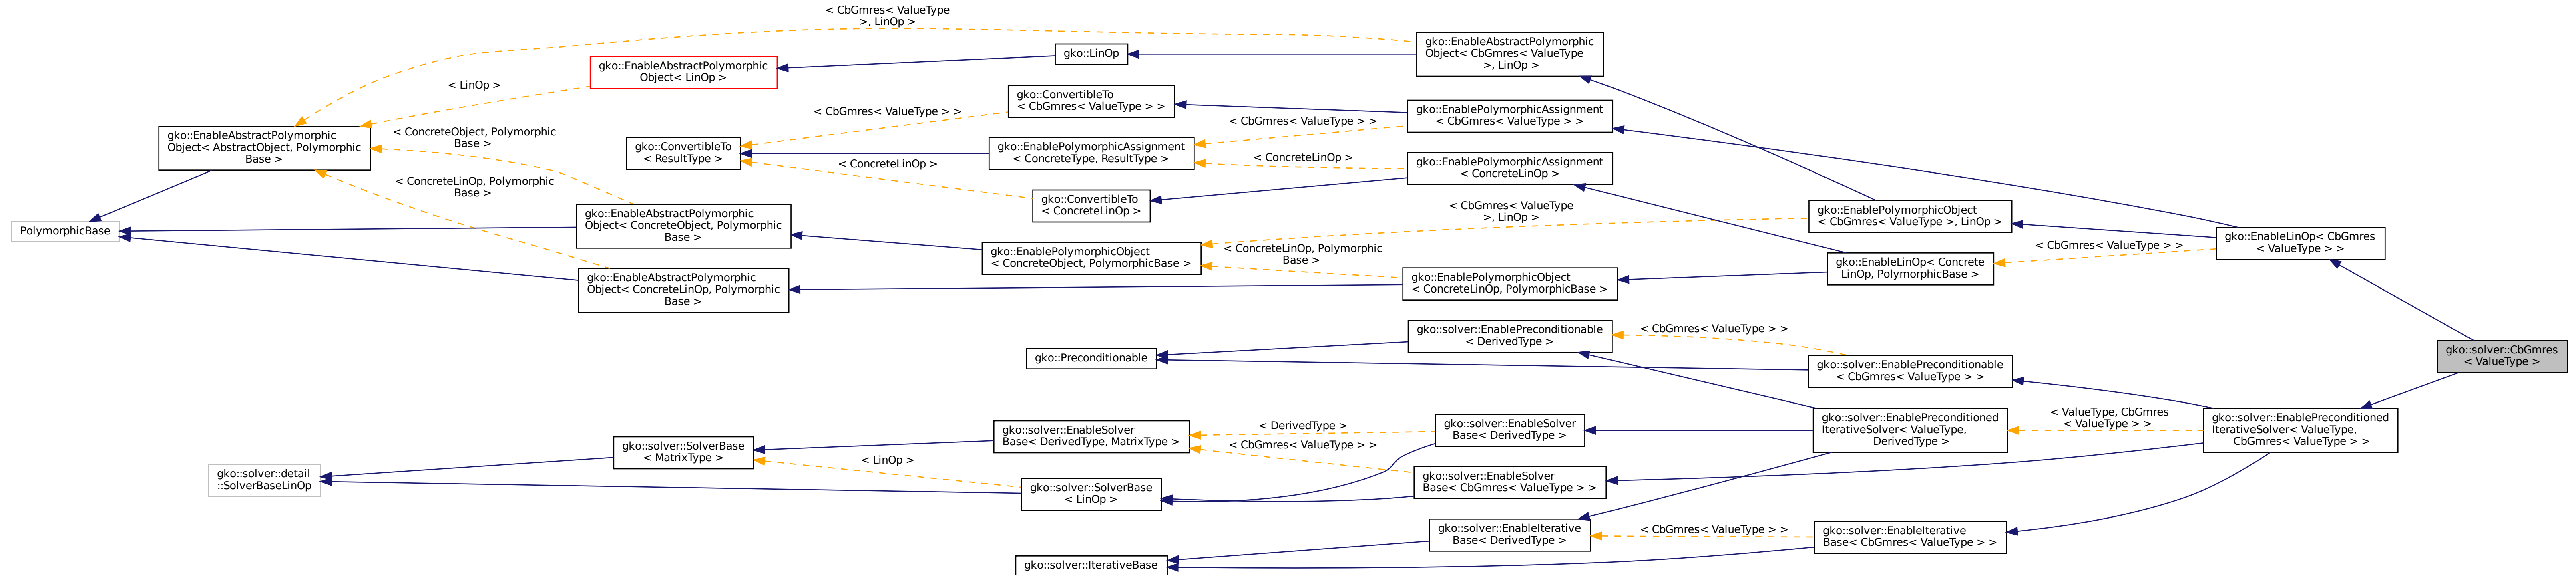 < CbGmres< ValueType
>, LinOp >
< LinOp >
gko::EnableAbstractPolymorphic
Object< AbstractObject, Polymorphic
Base >
< ConcreteObject, Polymorphic
Base >
< ConcreteLinOp, Polymorphic
Base >
PolymorphicBase
gko::EnableAbstractPolymorphic
Object< LinOp >
gko::LinOp
gko::EnableAbstractPolymorphic
Object< CbGmres< ValueType
>, LinOp >
gko::ConvertibleTo
< ResultType >
< CbGmres< ValueType > >
< ConcreteLinOp >
gko::ConvertibleTo
< CbGmres< ValueType > >
gko::EnablePolymorphicAssignment
< ConcreteType, ResultType >
gko::ConvertibleTo
< ConcreteLinOp >
< CbGmres< ValueType > >
< ConcreteLinOp >
gko::EnablePolymorphicAssignment
< CbGmres< ValueType > >
gko::EnablePolymorphicAssignment
< ConcreteLinOp >
gko::EnableAbstractPolymorphic
Object< ConcreteObject, Polymorphic
Base >
gko::EnableAbstractPolymorphic
Object< ConcreteLinOp, Polymorphic
Base >
gko::EnablePolymorphicObject
< ConcreteObject, PolymorphicBase >
< CbGmres< ValueType
>, LinOp >
< ConcreteLinOp, Polymorphic
Base >
gko::EnablePolymorphicObject
< ConcreteLinOp, PolymorphicBase >
gko::EnablePolymorphicObject
< CbGmres< ValueType >, LinOp >
gko::EnableLinOp< Concrete
LinOp, PolymorphicBase >
< CbGmres< ValueType > >
gko::EnableLinOp< CbGmres
< ValueType > >
gko::solver::CbGmres
< ValueType >
gko::Preconditionable
gko::solver::EnablePreconditionable
< DerivedType >
< CbGmres< ValueType > >
gko::solver::EnablePreconditionable
< CbGmres< ValueType > >
gko::solver::detail
::SolverBaseLinOp
gko::solver::SolverBase
< MatrixType >
< LinOp >
gko::solver::EnableSolver
Base< DerivedType, MatrixType >
gko::solver::SolverBase
< LinOp >
< DerivedType >
< CbGmres< ValueType > >
gko::solver::EnableSolver
Base< DerivedType >
gko::solver::EnableSolver
Base< CbGmres< ValueType > >
gko::solver::EnablePreconditioned
IterativeSolver< ValueType,
DerivedType >
< ValueType, CbGmres
< ValueType > >
gko::solver::EnablePreconditioned
IterativeSolver< ValueType,
CbGmres< ValueType > >
gko::solver::IterativeBase
gko::solver::EnableIterative
Base< DerivedType >
< CbGmres< ValueType > >
gko::solver::EnableIterative
Base< CbGmres< ValueType > >